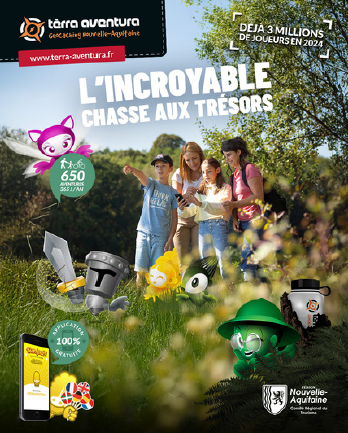 tèrra aventura
Geocaching Nouvelle-Aquitaine
www.terra-aventura.fr
DÉJÀ 3 MILLIONS
DE JOUEURS EN 2024
L'INCROYABLE
CHASSE AUX TRÉSORS
650
AVENTURES
365J/AN
APPLICATION
100%
GRATUITE
RÉGION
Nouvelle-
Aquitaine
Comité Régional du
Tourisme